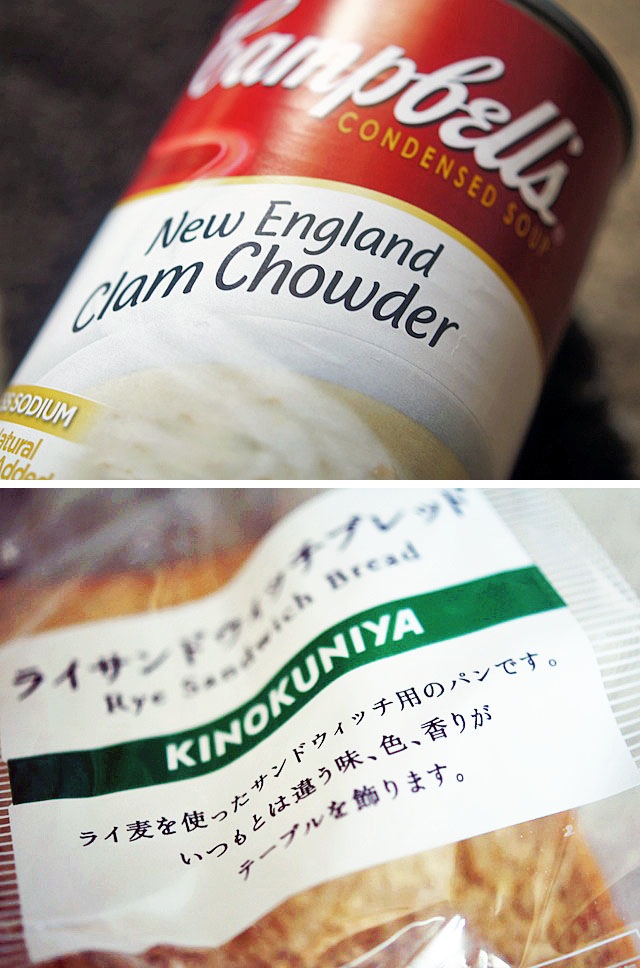 Campbell's
CONDENSED SOUP
New England
Clam Chowder
SODIUM
Natural
Added
ライサンドウィッチブレッド
Rye Sandwich Bread
KINOKUNIYA
ライ麦を使ったサンドウィッチ用のパンです。
いつもとは違う味、色、香りが
テーブルを飾ります。